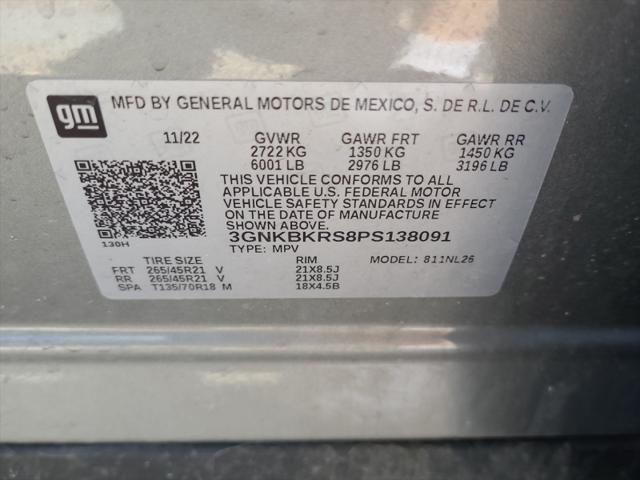 gm MFD BY GENERAL MOTORS DE MEXICO, S. DE R.L. DE C.V.
11/22 GVWR GAWR FRT GAWR RR
2722 KG 1350 KG 1450 KG
6001 LB 2976 LB 3196 LB
THIS VEHICLE CONFORMS TO ALL
APPLICABLE U.S. FEDERAL MOTOR
VEHICLE SAFETY STANDARDS IN EFFECT
ON THE DATE OF MANUFACTURE
SHOWN ABOVE.
130H 3GNKBKRS8PS138091
TYPE: MPV MODEL: 811NL26
TIRE SIZE RIM
FRT 265/45R21 V 21X8.5J
RR 265/45R21 V 21X8.5J
SPA T135/70R18 M 18X4.5B